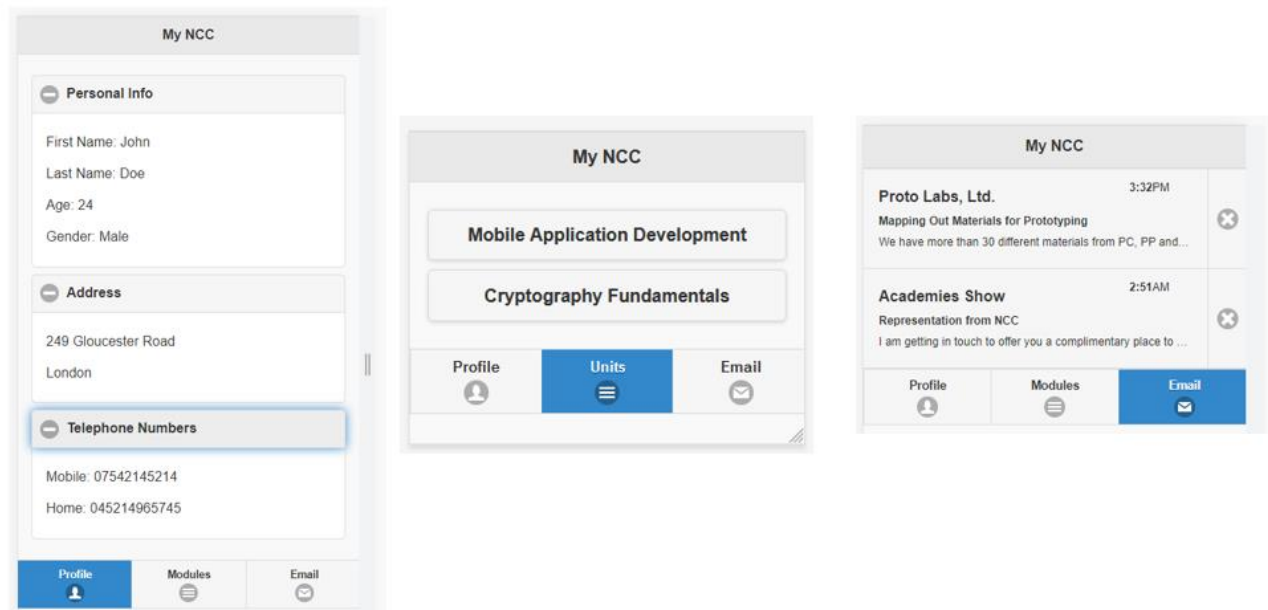 My NCC
Personal Info
First Name: John
Last Name: Doe
Age: 24
Gender: Male
Address
249 Gloucester Road
London
Telephone Numbers
Mobile: 07542145214
Home: 045214965745
Profile Modules Email
My NCC
Mobile Application Development
Cryptography Fundamentals
Profile Units Email
My NCC
Proto Labs, Ltd. 3:32PM
Mapping Out Materials for Prototyping
We have more than 30 different materials from PC, PP and...
Academies Show 2:51AM
Representation from NCC
I am getting in touch to offer you a complimentary place to ...
Profile Modules Email